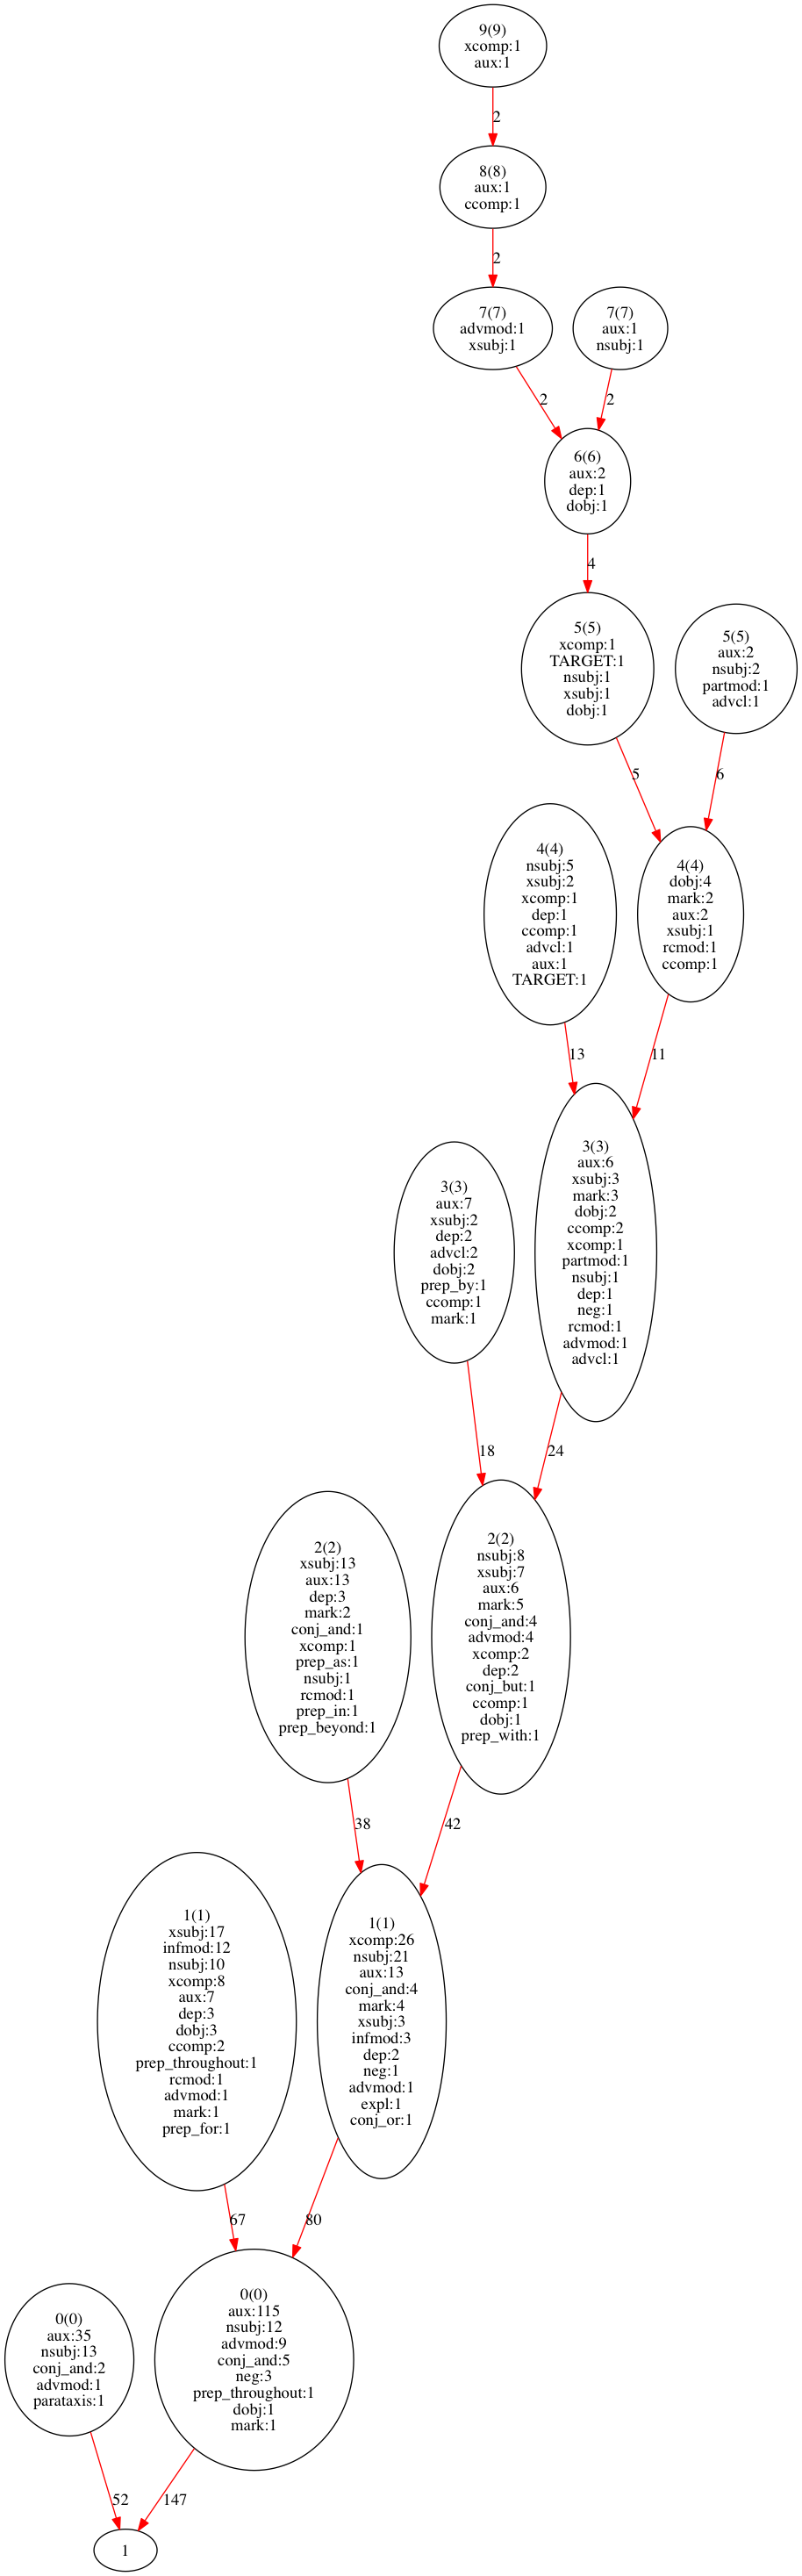 9(9)
xcomp:1
aux:1
2
8(8)
aux:1
ccomp:1
2
7(7)
advmod:1
xsubj:1
7(7)
aux:1
nsubj:1
2
2
6(6)
aux:2
dep:1
dobj:1
4
5(5)
xcomp:1
TARGET:1
nsubj:1
xsubj:1
dobj:1
5(5)
aux:2
nsubj:2
partmod:1
advcl:1
5
6
4(4)
nsubj:5
xsubj:2
xcomp:1
dep:1
ccomp:1
advcl:1
aux:1
TARGET:1
4(4)
dobj:4
mark:2
aux:2
xsubj:1
rcmod:1
ccomp:1
13
11
3(3)
aux:7
xsubj:2
dep:2
advcl:2
dobj:2
prep_by:1
ccomp:1
mark:1
3(3)
aux:6
xsubj:3
mark:3
dobj:2
ccomp:2
xcomp:1
partmod:1
nsubj:1
dep:1
neg:1
rcmod:1
advmod:1
advcl:1
18
24
2(2)
xsubj:13
aux:13
dep:3
mark:2
conj_and:1
xcomp:1
prep_as:1
nsubj:1
rcmod:1
prep_in:1
prep_beyond:1
2(2)
nsubj:8
xsubj:7
aux:6
mark:5
conj_and:4
advmod:4
xcomp:2
dep:2
conj_but:1
ccomp:1
dobj:1
prep_with:1
38
42
1(1)
xsubj:17
infmod:12
nsubj:10
xcomp:8
aux:7
dep:3
dobj:3
ccomp:2
prep_throughout:1
rcmod:1
advmod:1
mark:1
prep_for:1
1(1)
xcomp:26
nsubj:21
aux:13
conj_and:4
mark:4
xsubj:3
infmod:3
dep:2
neg:1
advmod:1
expl:1
conj_or:1
67
80
0(0)
aux:35
nsubj:13
conj_and:2
advmod:1
parataxis:1
0(0)
aux:115
nsubj:12
advmod:9
conj_and:5
neg:3
prep_throughout:1
dobj:1
mark:1
52
147
1